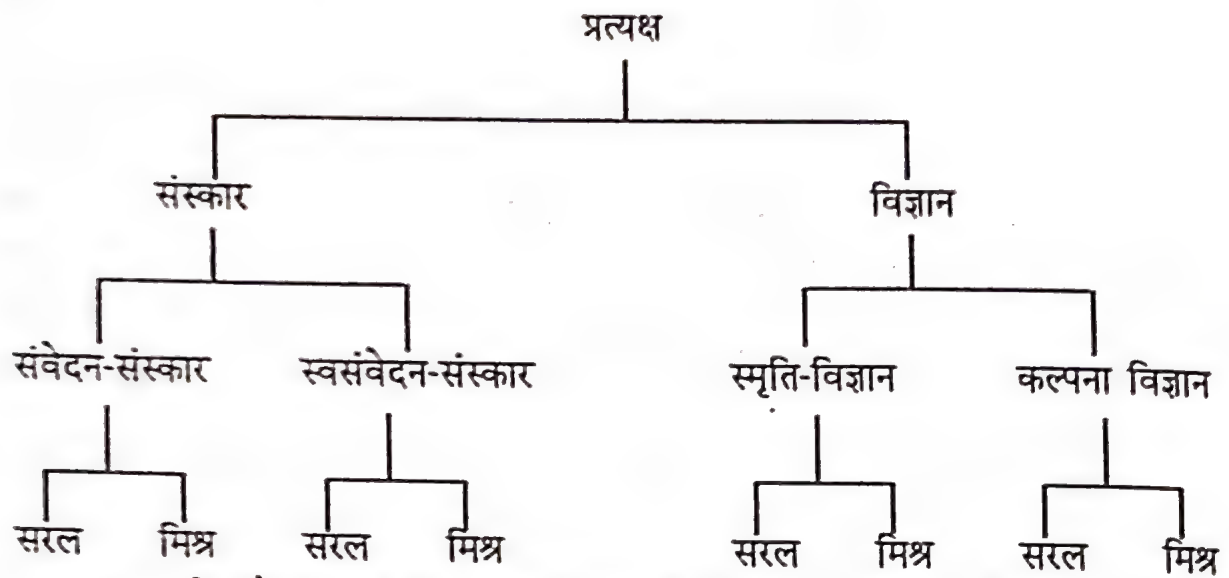 प्रत्यक्ष
संस्कार विज्ञान
संवेदन-संस्कार स्वसंवेदन-संस्कार स्मृति-विज्ञान कल्पना विज्ञान
सरल मिश्र सरल मिश्र सरल मिश्र सरल मिश्र